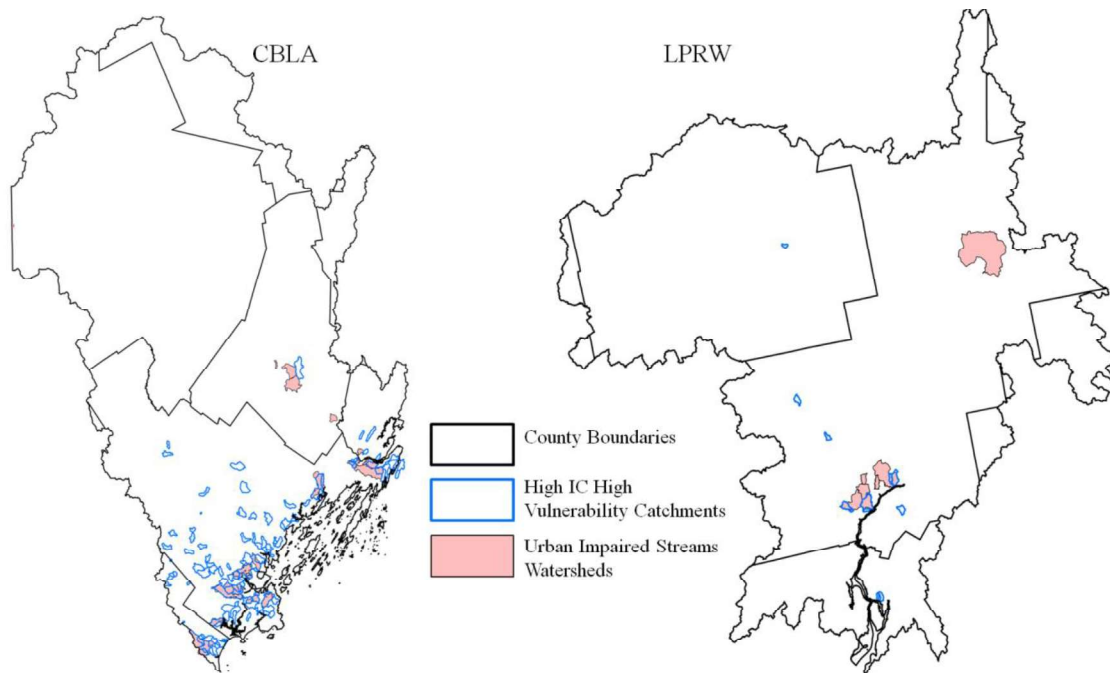 CBLA
LPRW
County Boundaries
High IC High
Vulnerability Catchments
Urban Impaired Streams
Watersheds